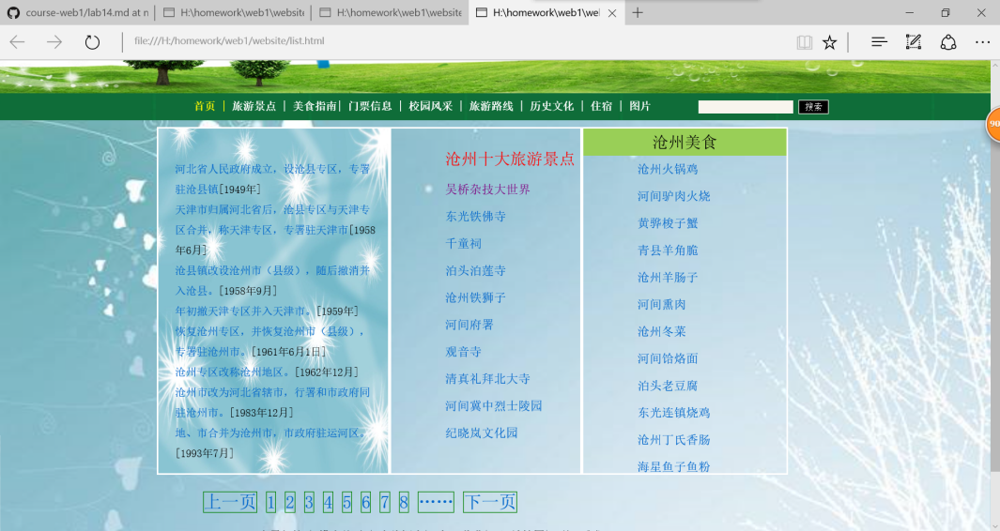 course-web1/lab14.md at n
H:\homework\web1\website
H:\homework\web1\website
H:\homework\web1\we
file:///H:/homework/web1/website/list.html
首页 | 旅游景点 | 美食指南| 门票信息 | 校园风采 | 旅游路线 | 历史文化 | 住宿 | 图片
搜索
90
河北省人民政府成立，设沧县专区，专署
驻沧县镇[1949年]
天津市归属河北省后，沧县专区与天津专
区合并，称天津专区，专署驻天津市[1958
年6月]
沧县镇改设沧州市（县级），随后撤消并
入沧县。[1958年9月]
年初撤天津专区并入天津市。[1959年]
恢复沧州专区，并恢复沧州市（县级），
专署驻沧州市。[1961年6月1日]
沧州专区改称沧州地区。[1962年12月]
沧州市改为河北省辖市，行署和市政府同
驻沧州市。[1983年12月]
地、市合并为沧州市，市政府驻运河区。
[1993年7月]
沧州十大旅游景点
吴桥杂技大世界
东光铁佛寺
千童祠
泊头泊莲寺
沧州铁狮子
河间府署
观音寺
清真礼拜北大寺
河间冀中烈士陵园
纪晓岚文化园
沧州美食
沧州火锅鸡
河间驴肉火烧
黄骅梭子蟹
青县羊角脆
沧州羊肠子
河间熏肉
沧州冬菜
河间饸烙面
泊头老豆腐
东光连镇烧鸡
沧州丁氏香肠
海星鱼子鱼粉
上一页 1 2 3 4 5 6 7 8 …… 下一页